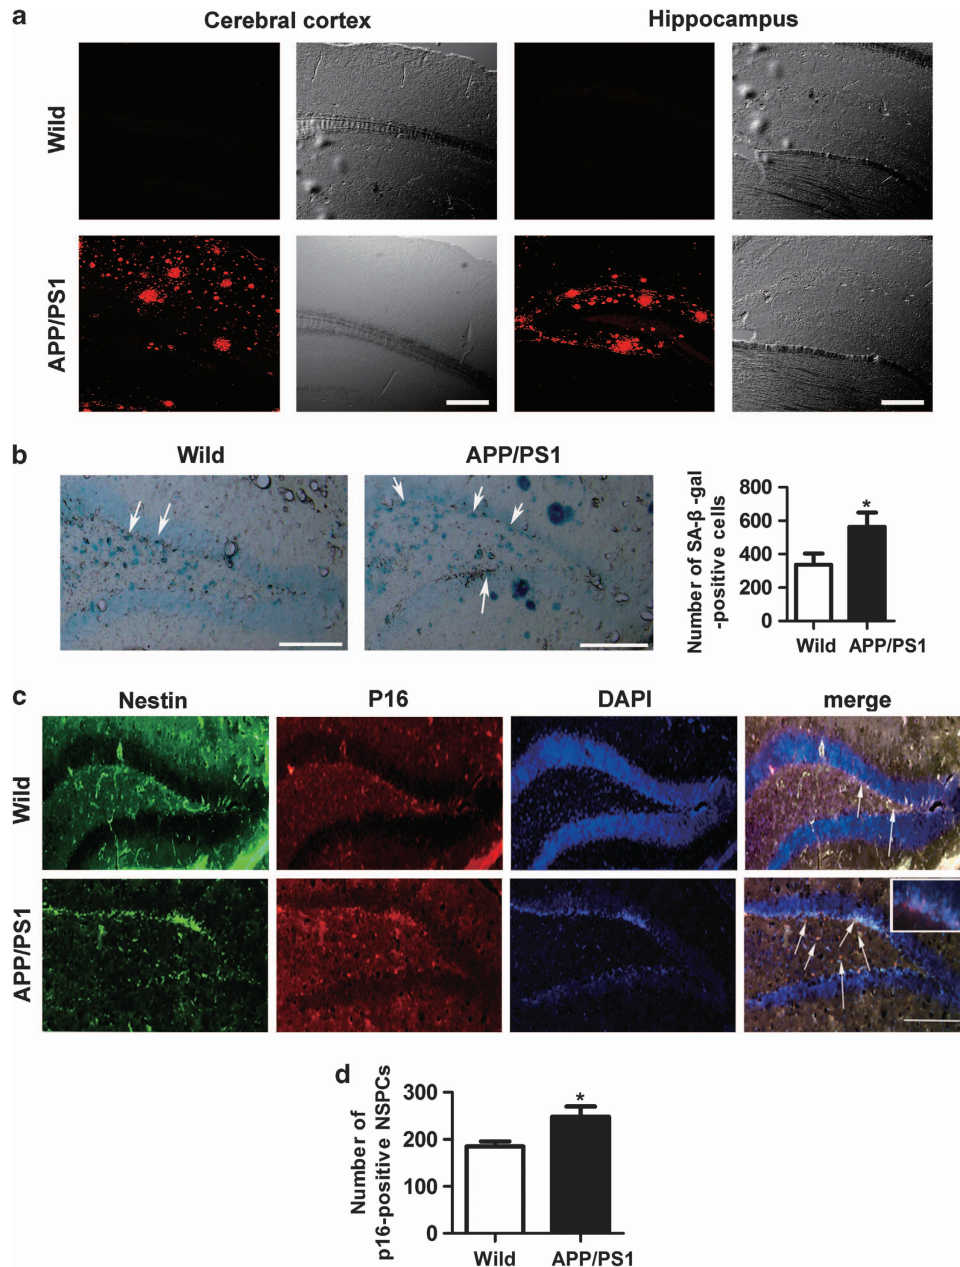 a
Cerebral cortex
Hippocampus
Wild
APP/PS1
b
Wild
APP/PS1
Number of SA-β -gal
-positive cells
800
600
400
200
0
*
Wild
APP/PS1
c
Nestin
P16
DAPI
merge
Wild
APP/PS1
d
Number of
p16-positive NSPCs
300
200
100
0
*
Wild
APP/PS1